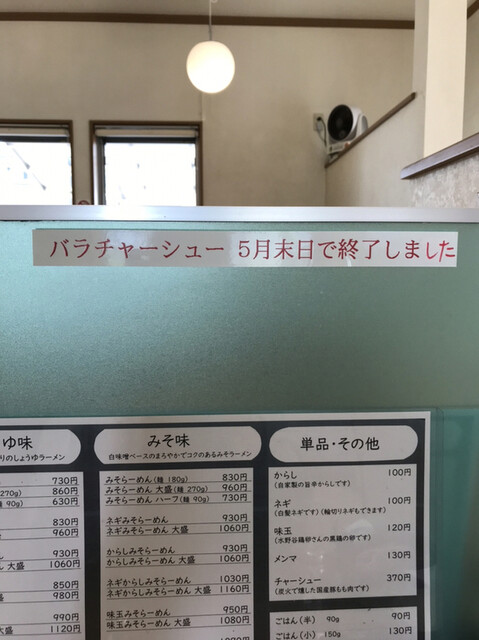 バラチャーシュー 5月末日で終了しました
ゆ味
りのしょうゆラーメン
730円
270g) 860円
90g) 630円
830円
960円
930円
大盛 1060円
850円
盛 980円
990円
大盛 1120円
みそ味
白味噌ベースのまろやかでコクのあるみそラーメン
みそらーめん(麺 180g) 830円
みそらーめん 大盛(麺 270g) 960円
みそらーめん ハーフ(麺 90g) 730円
ネギみそらーめん 930円
ネギみそらーめん 大盛 1060円
からしみそらーめん 930円
からしみそらーめん 大盛 1060円
ネギからしみそらーめん 1030円
ネギからしみそらーめん 大盛 1160円
味玉みそらーめん 950円
味玉みそらーめん 大盛 1080円
単品・その他
からし 100円
(自家製の旨辛からしです)
ネギ 100円
(白髪ネギです)(輪切りネギもできます)
味玉 120円
(水野谷鶏卵さんの黒鶏の卵です)
メンマ 130円
チャーシュー 370円
(炭火で燻した国産豚もも肉です)
ごはん(半) 90g 90円
ごはん(小) 150g 130円